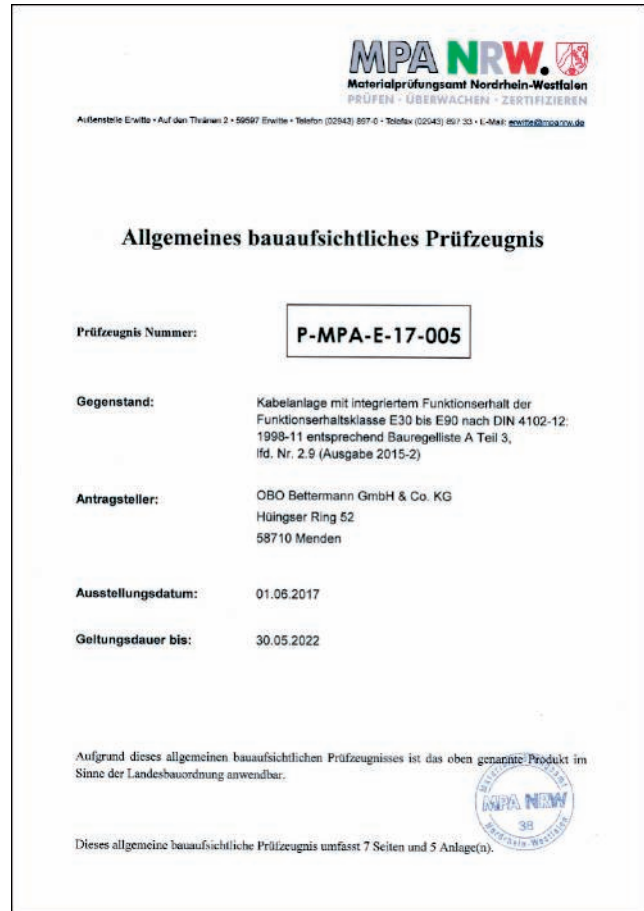 MPA NRW.
Materialprüfungsamt Nordrhein-Westfalen
PRÜFEN · ÜBERWACHEN · ZERTIFIZIEREN
Außenstelle Erwitte • Auf den Thränen 2 • 59597 Erwitte • Telefon (02943) 897-0 • Telefax (02943) 897 33 • E-Mail: erwitte@mpanrw.de
Allgemeines bauaufsichtliches Prüfzeugnis
Prüfzeugnis Nummer:
P-MPA-E-17-005
Gegenstand:
Kabelanlage mit integriertem Funktionserhalt der
Funktionserhaltsklasse E30 bis E90 nach DIN 4102-12:
1998-11 entsprechend Bauregelliste A Teil 3,
lfd. Nr. 2.9 (Ausgabe 2015-2)
Antragsteller:
OBO Bettermann GmbH & Co. KG
Hüingser Ring 52
58710 Menden
Ausstellungsdatum:
01.06.2017
Geltungsdauer bis:
30.05.2022
Aufgrund dieses allgemeinen bauaufsichtlichen Prüfzeugnisses ist das oben genannte Produkt im
Sinne der Landesbauordnung anwendbar.
Materialprüfungsamt
MPA NRW
38
Nordrhein-Westfalen
Dieses allgemeine bauaufsichtliche Prüfzeugnis umfasst 7 Seiten und 5 Anlage(n).